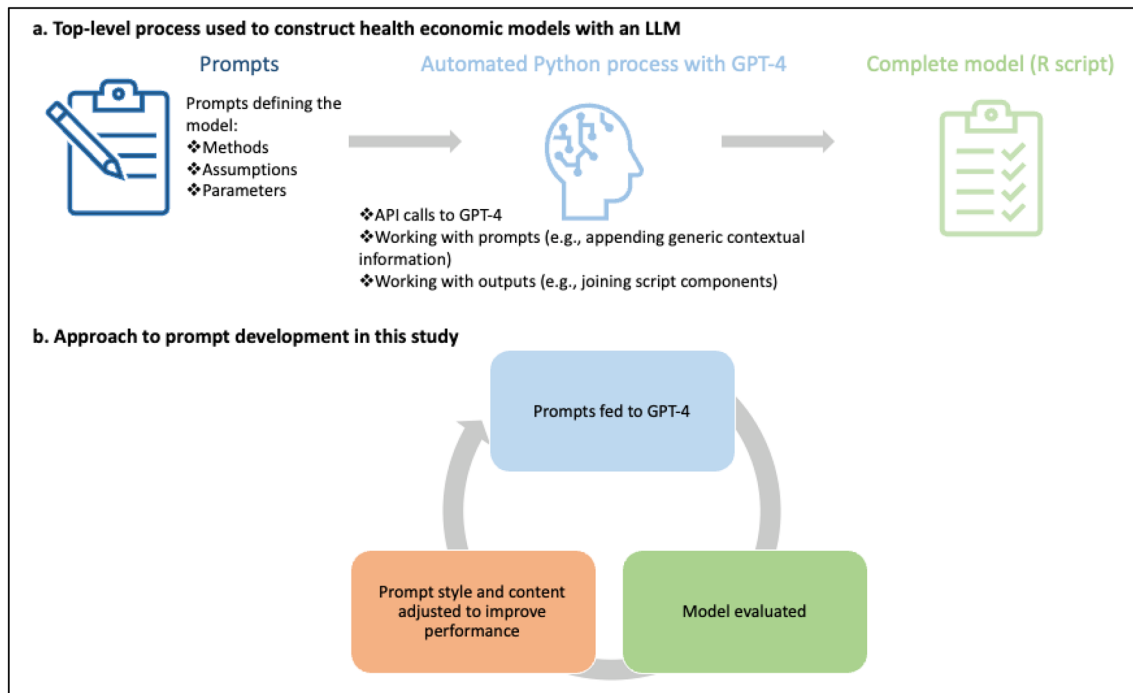 a. Top-level process used to construct health economic models with an LLM
Prompts
Prompts defining the
model:
❖Methods
❖Assumptions
❖Parameters
Automated Python process with GPT-4
❖API calls to GPT-4
❖Working with prompts (e.g., appending generic contextual
information)
❖Working with outputs (e.g., joining script components)
Complete model (R script)
b. Approach to prompt development in this study
Prompts fed to GPT-4
Prompt style and content
adjusted to improve
performance
Model evaluated